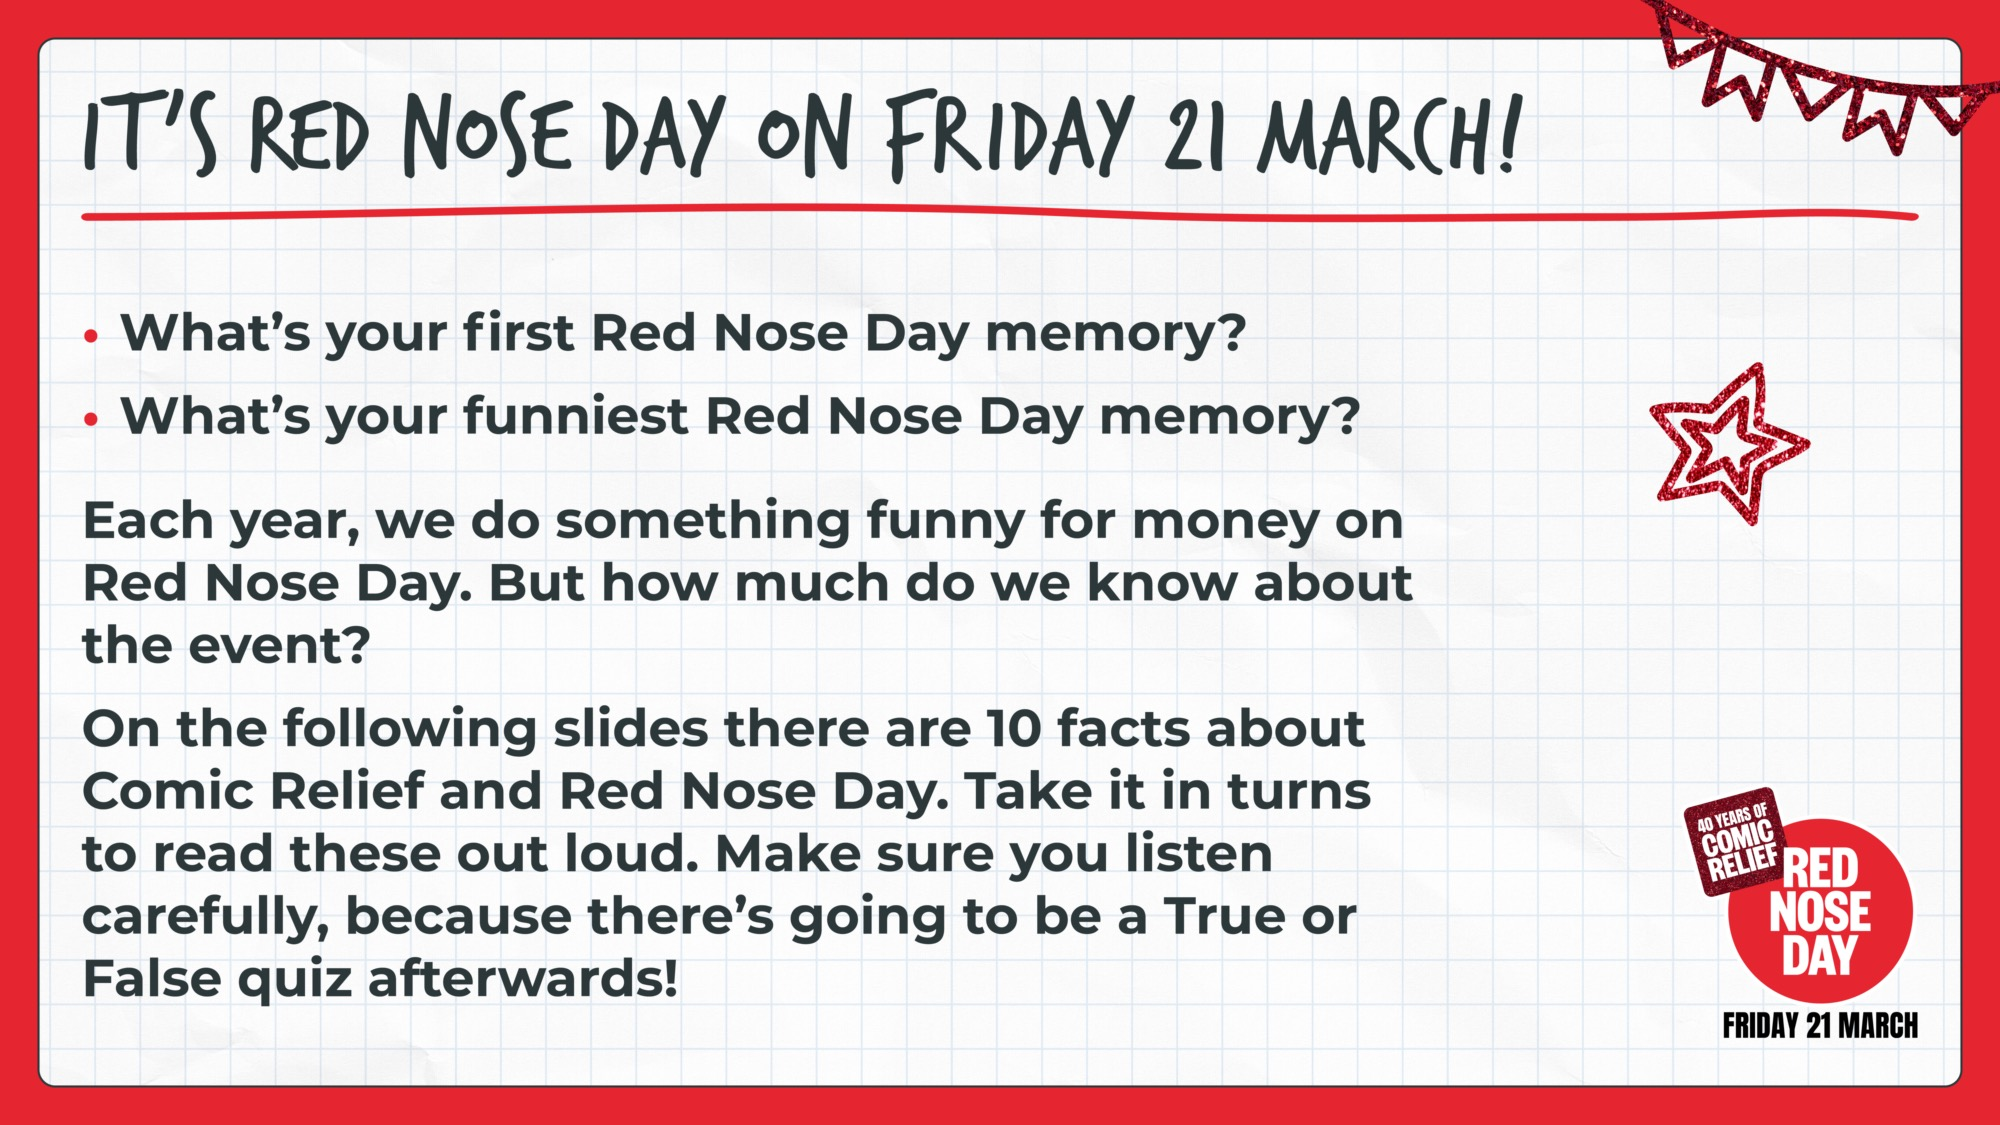 IT'S RED NOSE DAY ON FRIDAY 21 MARCH!
• What's your first Red Nose Day memory?
• What's your funniest Red Nose Day memory?
Each year, we do something funny for money on
Red Nose Day. But how much do we know about
the event?
On the following slides there are 10 facts about
Comic Relief and Red Nose Day. Take it in turns
to read these out loud. Make sure you listen
carefully, because there's going to be a True or
False quiz afterwards!
40 YEARS OF
COMIC
RELIEF
RED
NOSE
DAY
FRIDAY 21 MARCH